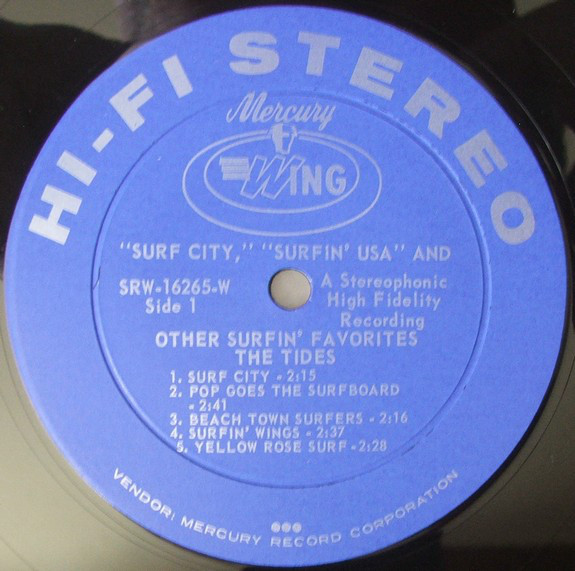 HI-FI STEREO
Mercury
WING
"SURF CITY," "SURFIN' USA" AND
SRW-16265-W
Side 1
A Stereophonic
High Fidelity
Recording
OTHER SURFIN' FAVORITES
THE TIDES
1. SURF CITY - 2:15
2. POP GOES THE SURFBOARD
- 2:41
3. BEACH TOWN SURFERS - 2:16
4. SURFIN' WINGS - 2:37
5. YELLOW ROSE SURF - 2:28
VENDOR: MERCURY RECORD CORPORATION